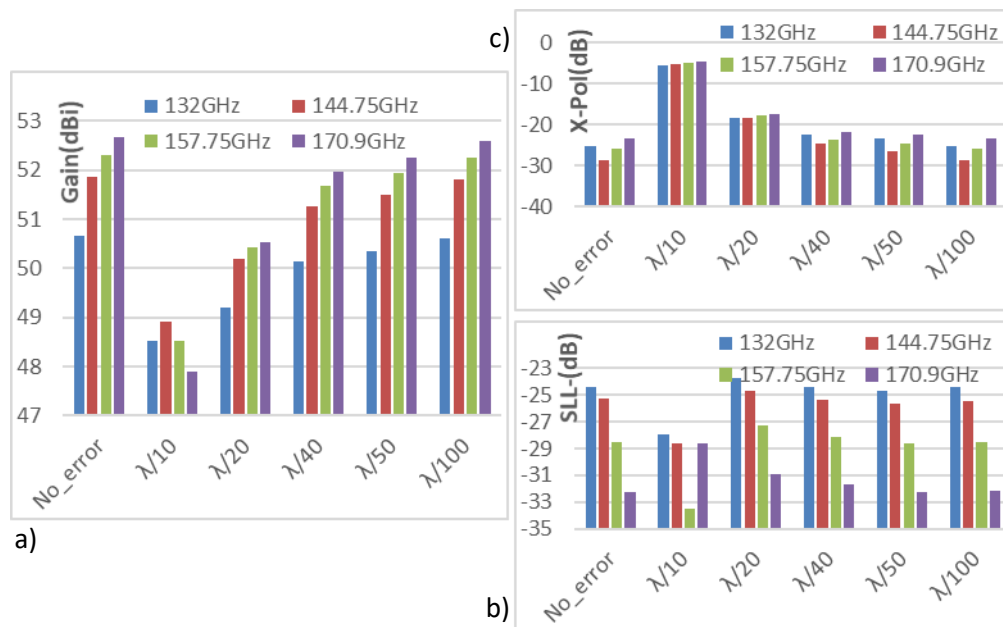 a)
Gain(dBi)
132GHz 144.75GHz
157.75GHz 170.9GHz
53
52
51
50
49
48
47
No_error λ/10 λ/20 λ/40 λ/50 λ/100
c)
X-Pol(dB)
132GHz 144.75GHz
157.75GHz 170.9GHz
0
-10
-20
-30
-40
No_error λ/10 λ/20 λ/40 λ/50 λ/100
b)
SLL-(dB)
132GHz 144.75GHz
157.75GHz 170.9GHz
-23
-25
-27
-29
-31
-33
-35
No_error λ/10 λ/20 λ/40 λ/50 λ/100